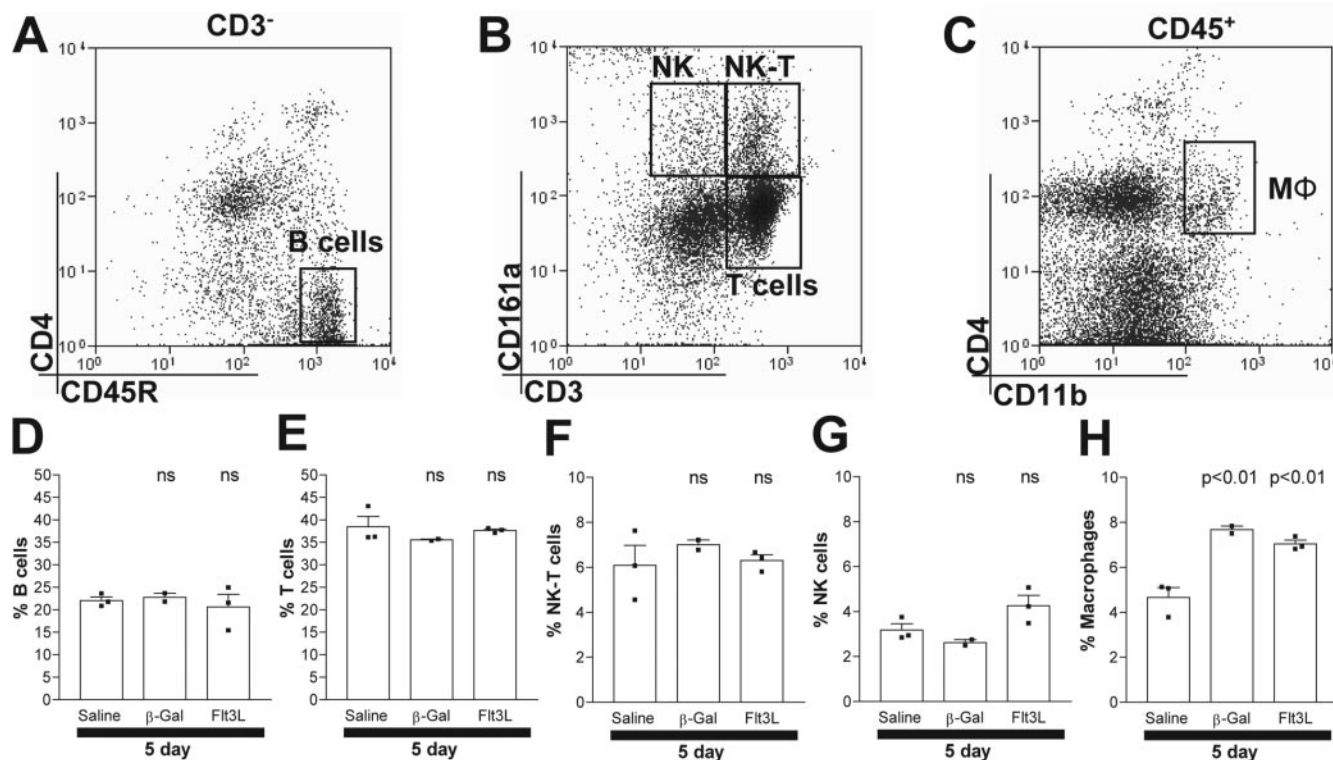 A
CD3⁻
10⁴
10³
10²
10¹
10⁰
B cells
CD4
10⁰ 10¹ 10² 10³ 10⁴
CD45R
B
10⁴
10³
10²
10¹
10⁰
NK NK-T
T cells
CD161a
10⁰ 10¹ 10² 10³ 10⁴
CD3
C
CD45⁺
10⁴
10³
10²
10¹
10⁰
MΦ
CD4
10⁰ 10¹ 10² 10³ 10⁴
CD11b
D
% B cells
50
45
40
35
30
25
20
15
10
5
0
ns ns
Saline β-Gal Flt3L
5 day
E
% T cells
50
45
40
35
30
25
20
15
10
5
0
ns ns
Saline β-Gal Flt3L
5 day
F
% NK-T cells
10
8
6
4
2
0
ns ns
Saline β-Gal Flt3L
5 day
G
% NK cells
10
8
6
4
2
0
ns ns
Saline β-Gal Flt3L
5 day
H
% Macrophages
10
8
6
4
2
0
p<0.01 p<0.01
Saline β-Gal Flt3L
5 day